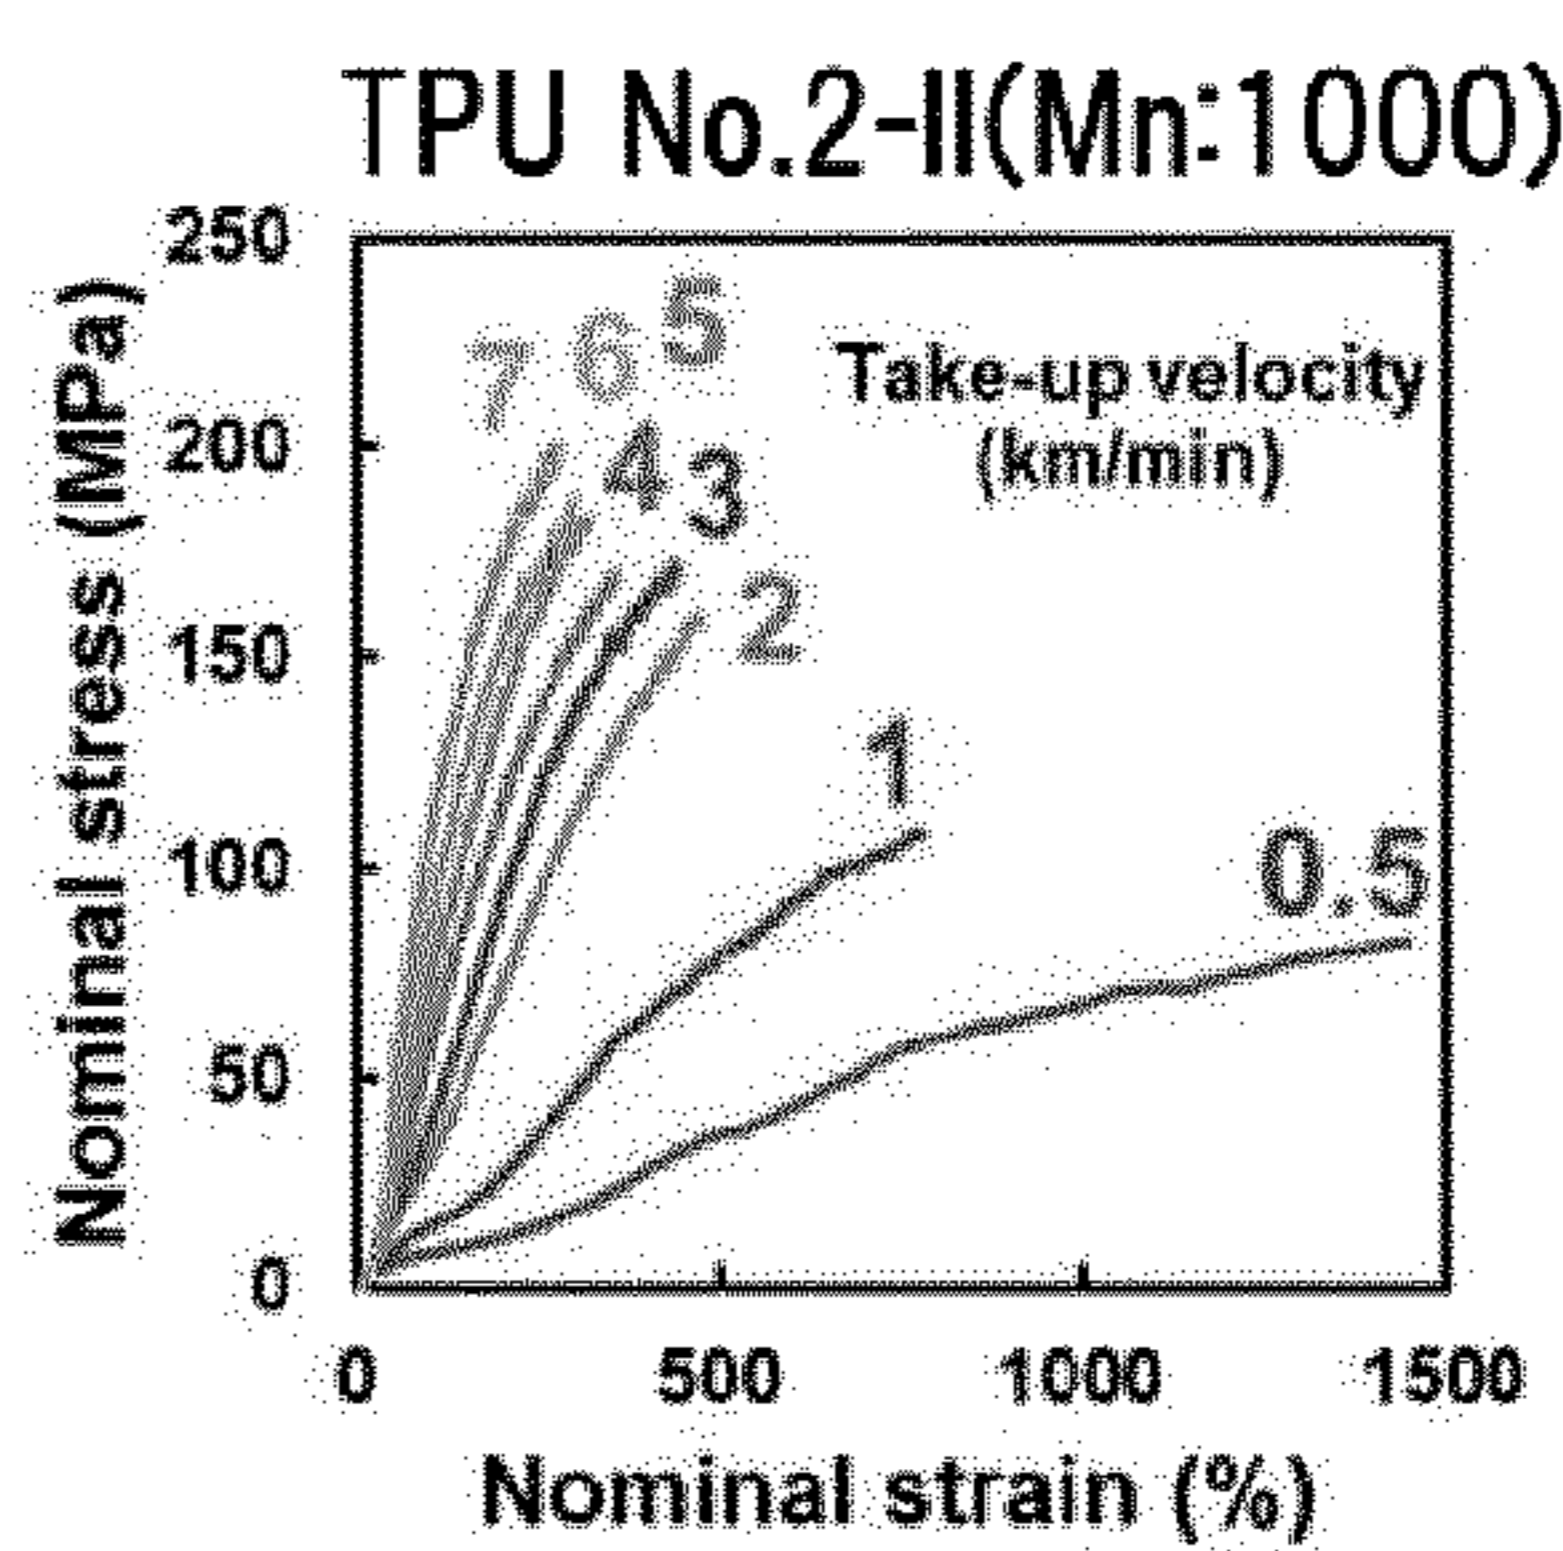 TPU No.2-II(Mn:1000)
250
200
150
100
50
0
Nominal stress (MPa)
7 6 5
4 3
2
1
0.5
Take-up velocity
(km/min)
0 500 1000 1500
Nominal strain (%)